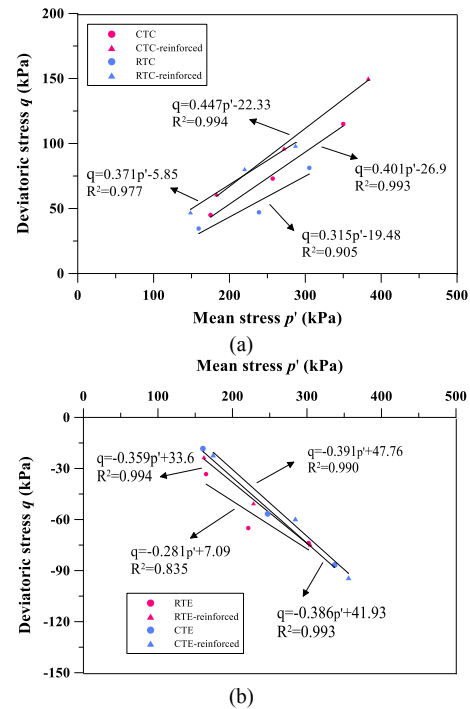 200
150
100
50
0
Deviatoric stress q (kPa)
CTC
CTC-reinforced
RTC
RTC-reinforced
q=0.447p'-22.33
R²=0.994
q=0.371p'-5.85
R²=0.977
q=0.401p'-26.9
R²=0.993
q=0.315p'-19.48
R²=0.905
0 100 200 300 400 500
Mean stress p' (kPa)
(a)
Mean stress p' (kPa)
0 100 200 300 400 500
0
-30
-60
-90
-120
-150
Deviatoric stress q (kPa)
q=-0.359p'+33.6
R²=0.994
q=-0.391p'+47.76
R²=0.990
q=-0.281p'+7.09
R²=0.835
q=-0.386p'+41.93
R²=0.993
RTE
RTE-reinforced
CTE
CTE-reinforced
(b)